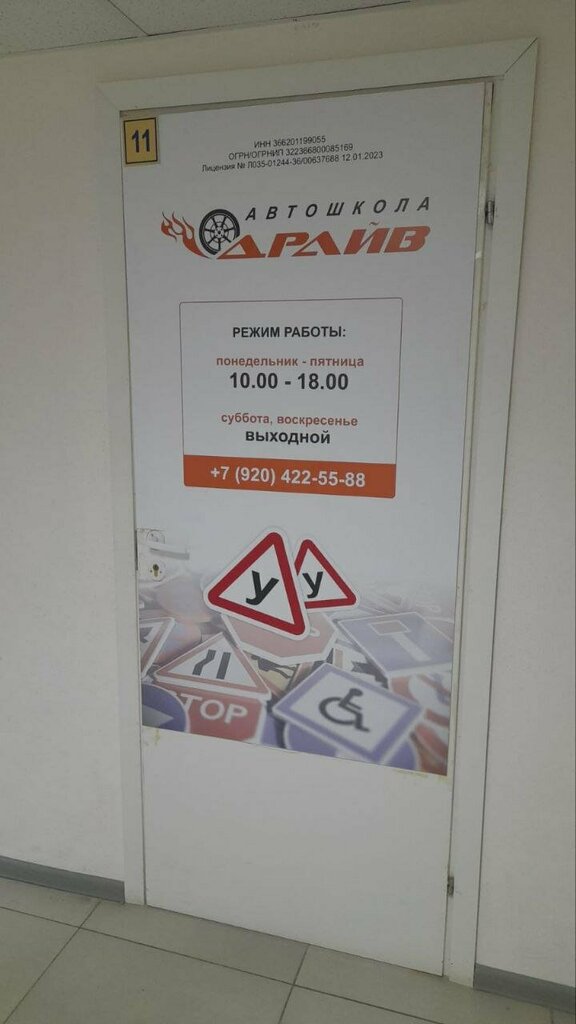 11
ИНН 366201199055
ОГРН/ОГРНИП 322366800085169
Лицензия № Л035-01244-36/00637688 12.01.2023
АВТОШКОЛА
ДРАЙВ
РЕЖИМ РАБОТЫ:
понедельник - пятница
10.00 - 18.00
суббота, воскресенье
ВЫХОДНОЙ
+7 (920) 422-55-88
У У
STOP